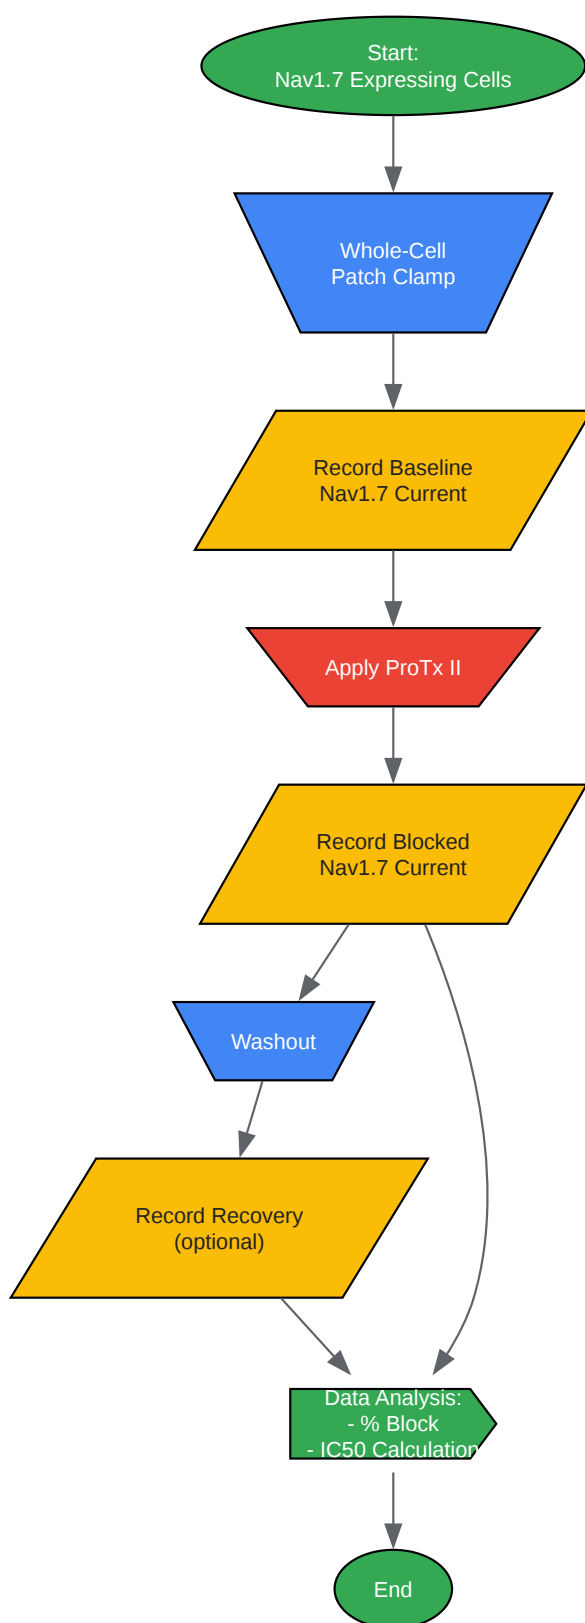 Start:
Nav1.7 Expressing Cells
Whole-Cell
Patch Clamp
Record Baseline
Nav1.7 Current
Apply ProTx II
Record Blocked
Nav1.7 Current
Washout
Record Recovery
(optional)
Data Analysis:
- % Block
- IC50 Calculation
End